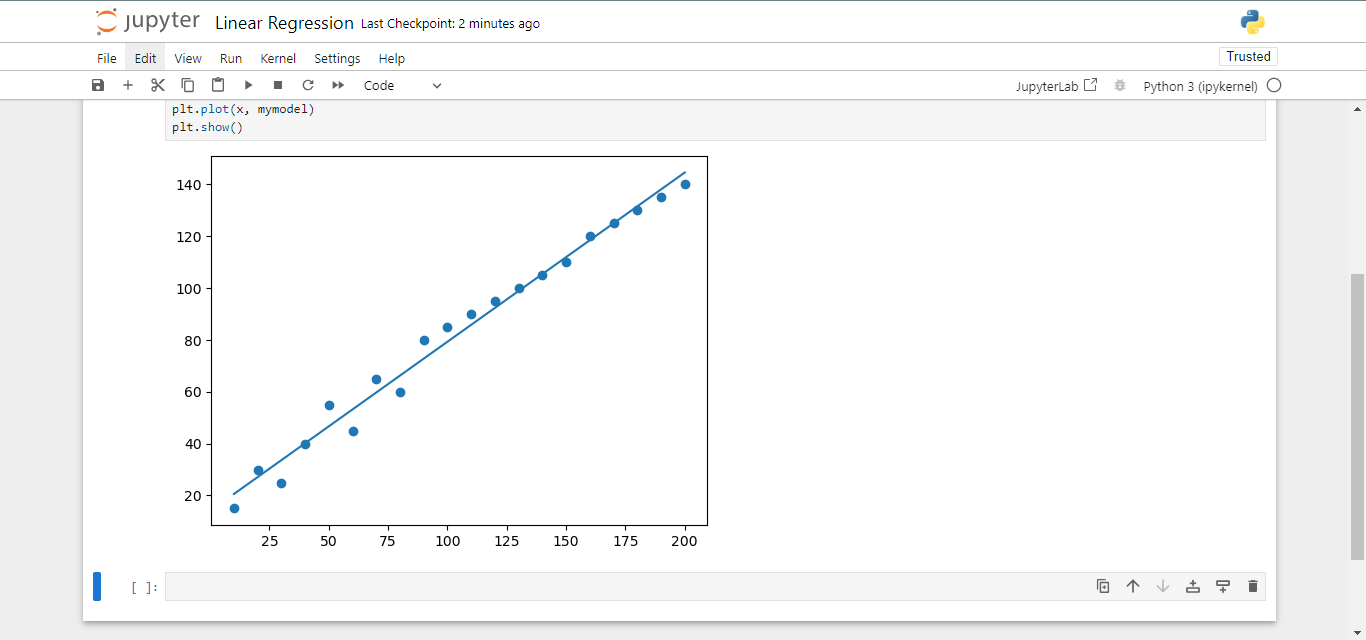 jupyter Linear Regression Last Checkpoint: 2 minutes ago
File Edit View Run Kernel Settings Help Trusted
Code JupyterLab Python 3 (ipykernel)
plt.plot(x, mymodel)
plt.show()
140
120
100
80
60
40
20
25 50 75 100 125 150 175 200
[ ]: